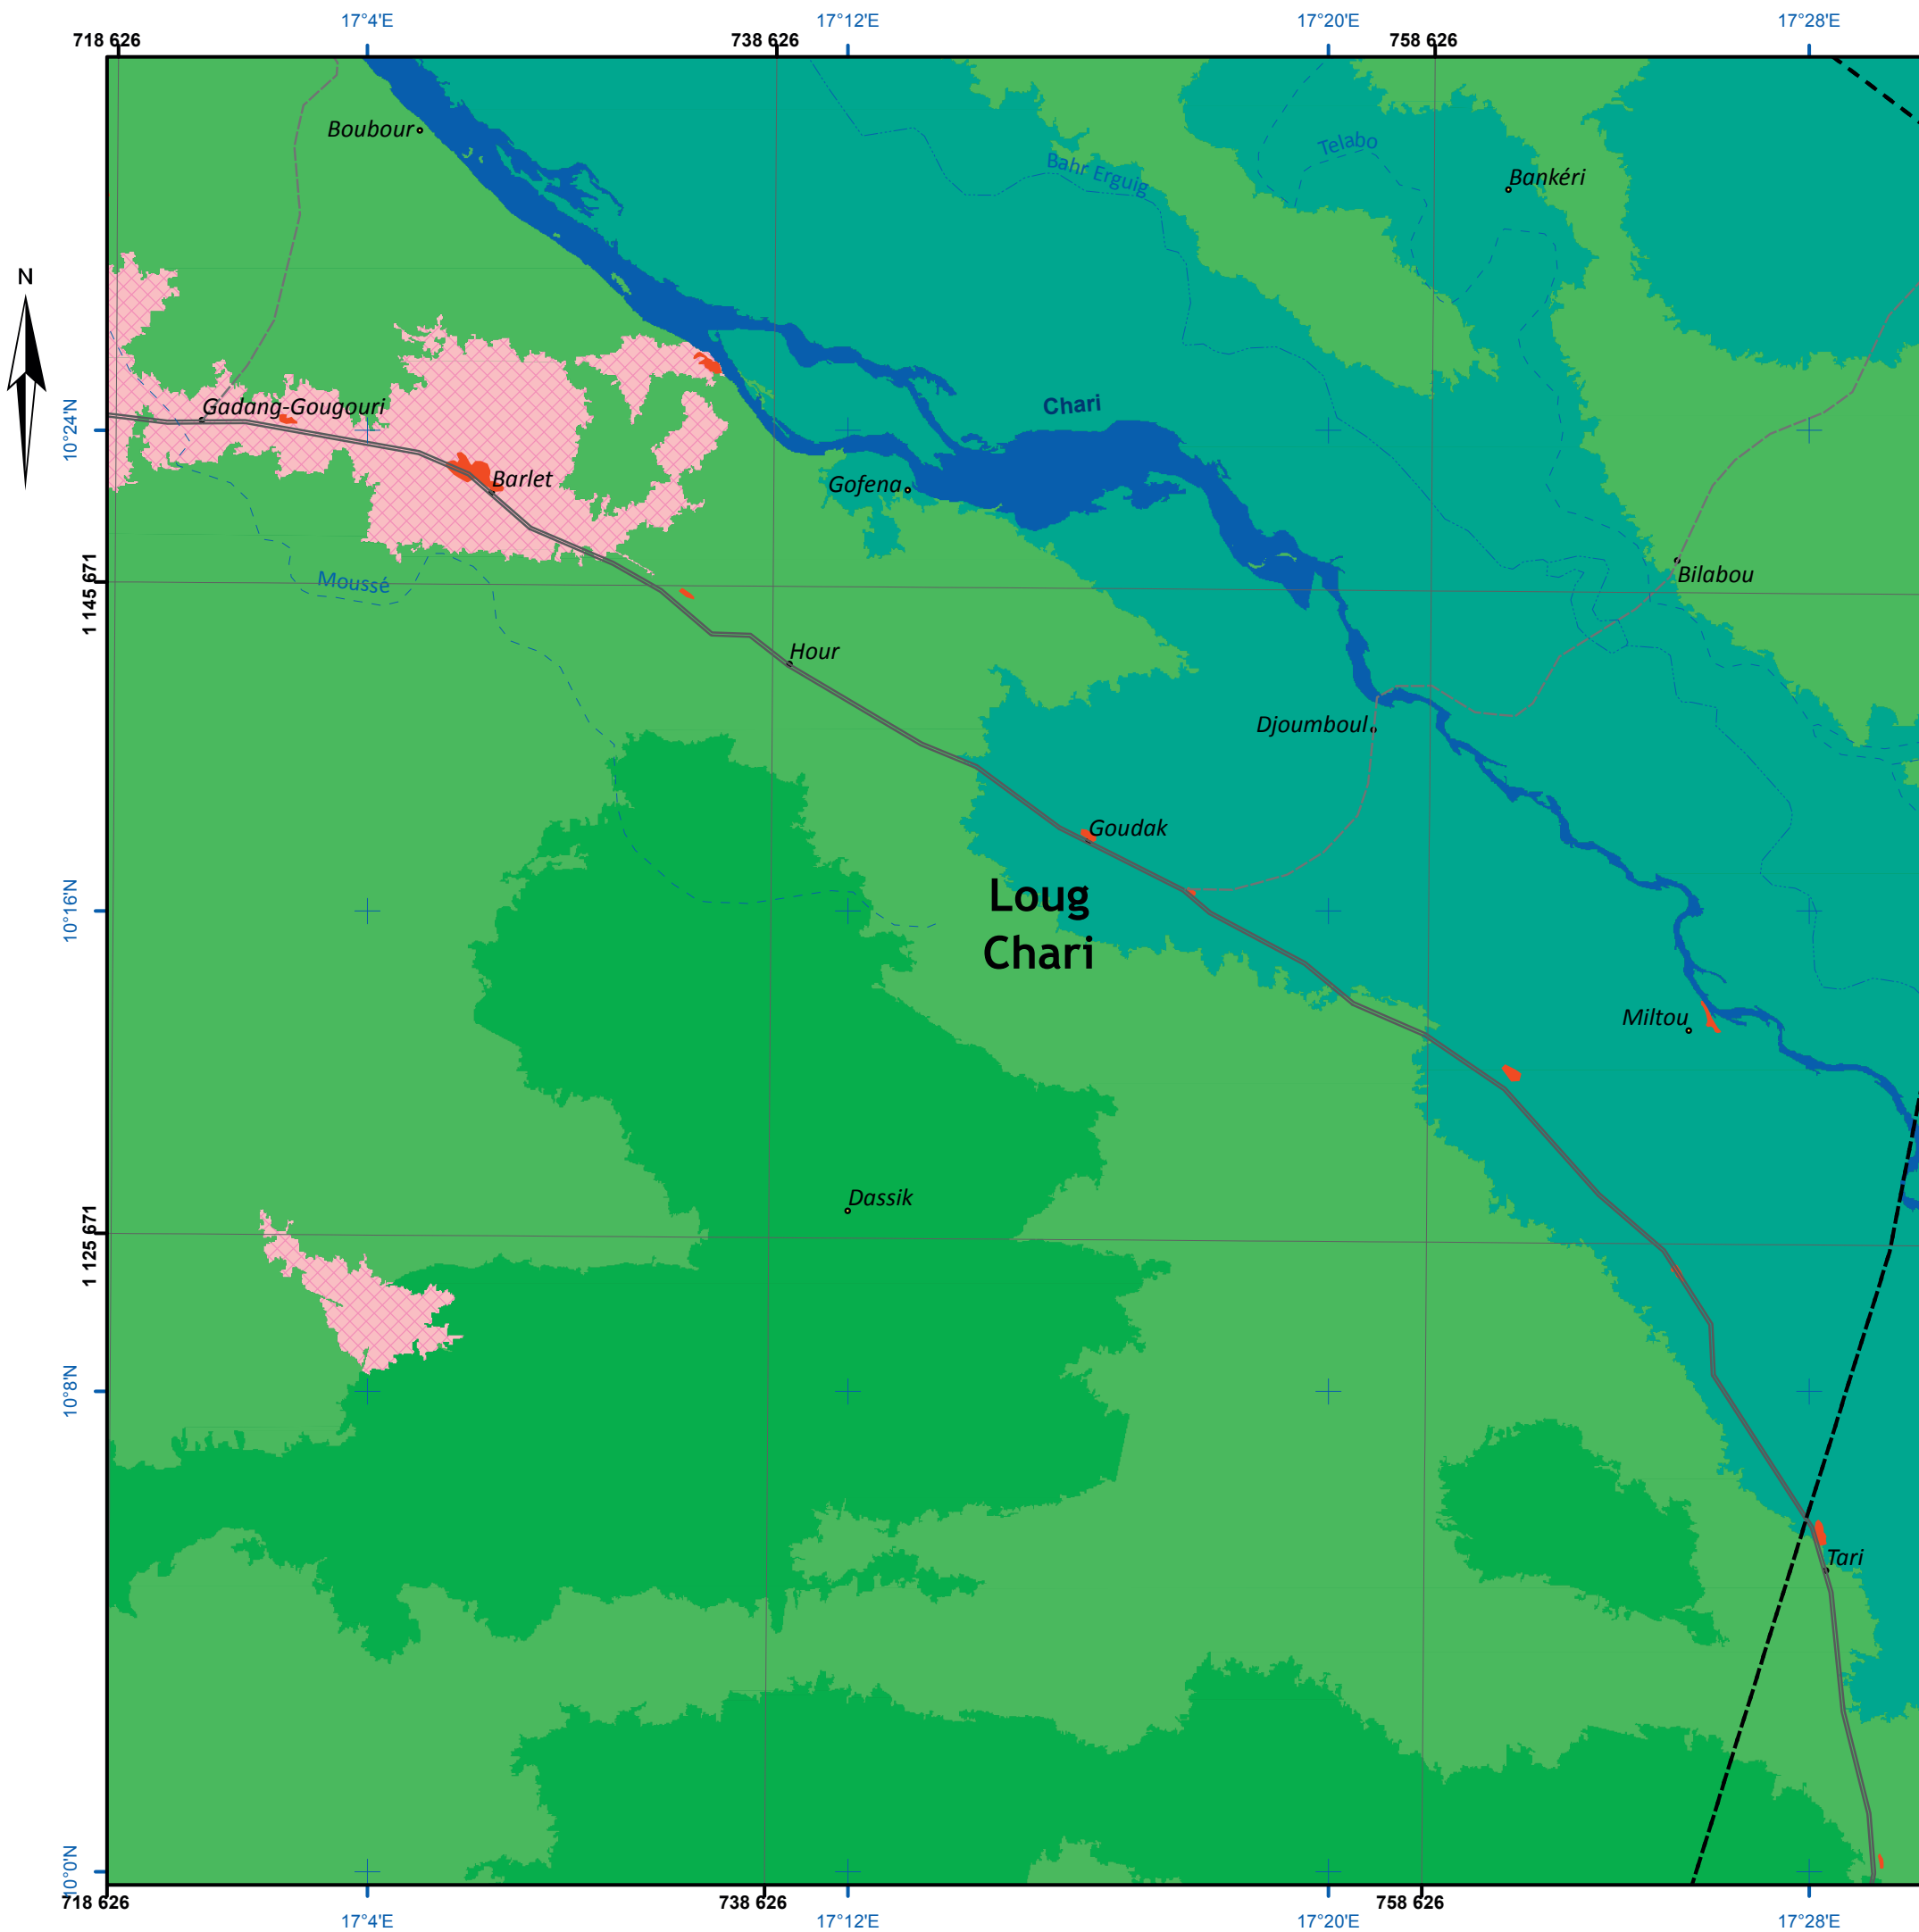 17°4'E
17°12'E
17°20'E
17°28'E
718 626
738 626
758 626
Boubour
Telabo
Bahr Erguig
Bankéri
N
Gadang-Gougouri
Chari
10°24'N
Barlet
Gofena
1 145 671
Moussé
Bilabou
Hour
Djoumboul
Goudak
Loug
Chari
10°16'N
Miltou
Dassik
1 125 671
10°8'N
Tari
10°0'N
718 626
738 626
758 626
17°4'E
17°12'E
17°20'E
17°28'E